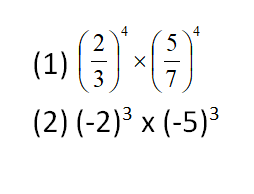 (1) (2/3)⁴ × (5/7)⁴
(2) (-2)³ x (-5)³